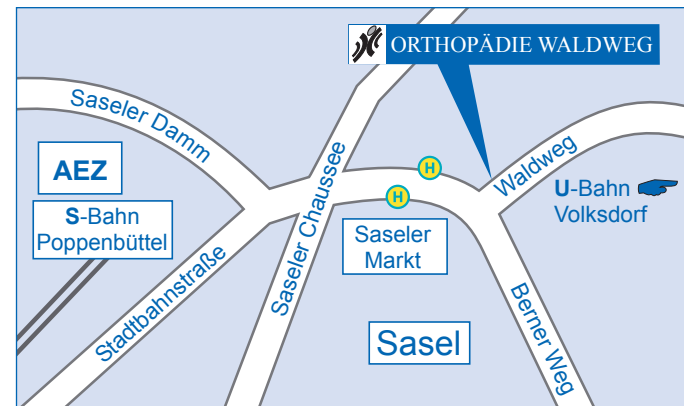 ORTHOPÄDIE WALDWEG
Saseler Damm
AEZ
S-Bahn
Poppenbüttel
Stadtbahnstraße
Saseler Chaussee
H
H
Saseler
Markt
Waldweg
U-Bahn
Volksdorf
Berner Weg
Sasel